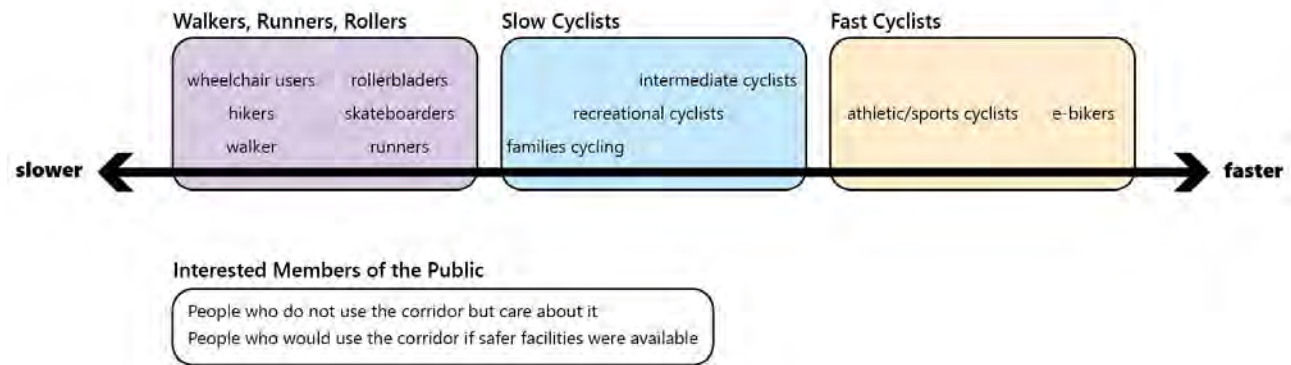 Walkers, Runners, Rollers
wheelchair users rollerbladers
hikers skateboarders
walker runners
Slow Cyclists
intermediate cyclists
recreational cyclists
families cycling
Fast Cyclists
athletic/sports cyclists e-bikers
slower
faster
Interested Members of the Public
People who do not use the corridor but care about it
People who would use the corridor if safer facilities were available